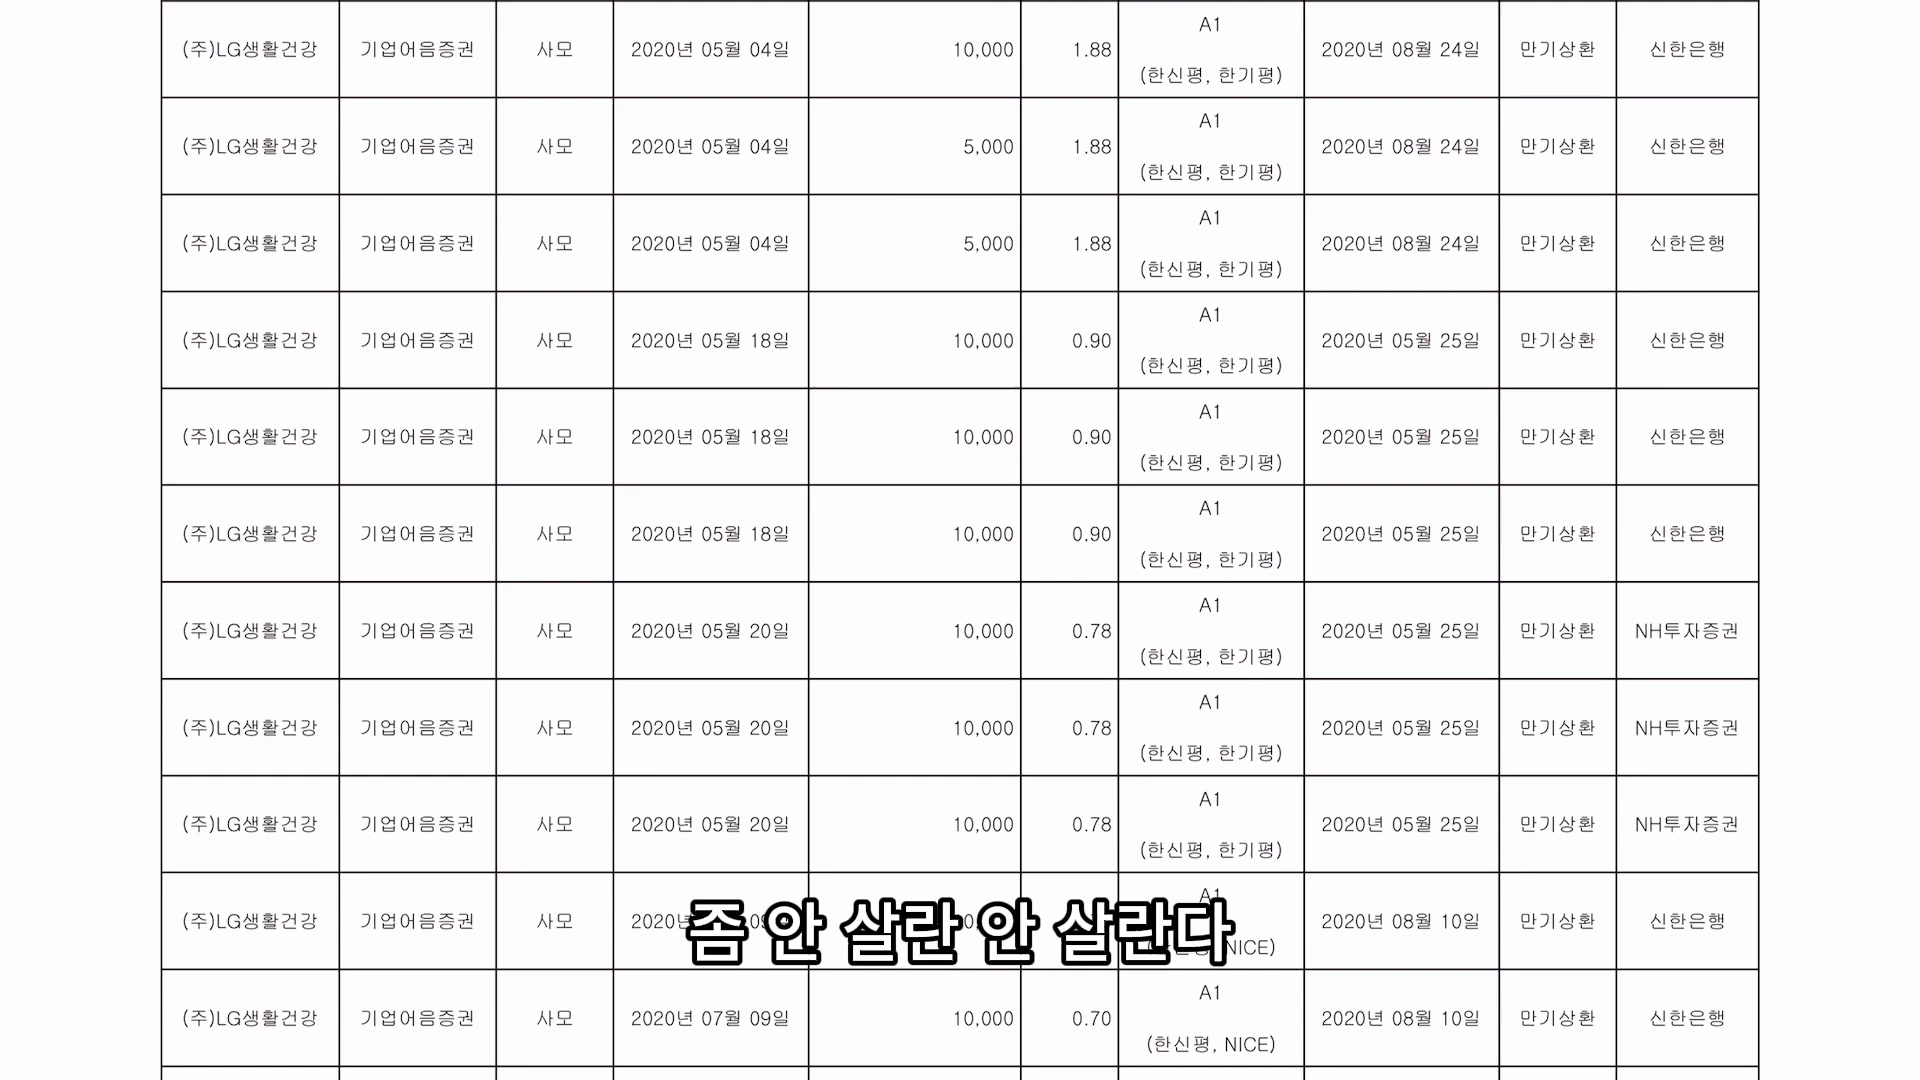 (주)LG생활건강 기업어음증권 사모 2020년 05월 04일 10,000 1.88 A1 (한신평, 한기평) 2020년 08월 24일 만기상환 신한은행
(주)LG생활건강 기업어음증권 사모 2020년 05월 04일 5,000 1.88 A1 (한신평, 한기평) 2020년 08월 24일 만기상환 신한은행
(주)LG생활건강 기업어음증권 사모 2020년 05월 04일 5,000 1.88 A1 (한신평, 한기평) 2020년 08월 24일 만기상환 신한은행
(주)LG생활건강 기업어음증권 사모 2020년 05월 18일 10,000 0.90 A1 (한신평, 한기평) 2020년 05월 25일 만기상환 신한은행
(주)LG생활건강 기업어음증권 사모 2020년 05월 18일 10,000 0.90 A1 (한신평, 한기평) 2020년 05월 25일 만기상환 신한은행
(주)LG생활건강 기업어음증권 사모 2020년 05월 18일 10,000 0.90 A1 (한신평, 한기평) 2020년 05월 25일 만기상환 신한은행
(주)LG생활건강 기업어음증권 사모 2020년 05월 20일 10,000 0.78 A1 (한신평, 한기평) 2020년 05월 25일 만기상환 NH투자증권
(주)LG생활건강 기업어음증권 사모 2020년 05월 20일 10,000 0.78 A1 (한신평, 한기평) 2020년 05월 25일 만기상환 NH투자증권
(주)LG생활건강 기업어음증권 사모 2020년 05월 20일 10,000 0.78 A1 (한신평, 한기평) 2020년 05월 25일 만기상환 NH투자증권
(주)LG생활건강 기업어음증권 사모 A1 NICE) 2020년 08월 10일 만기상환 신한은행
좀 안 살란 안 살란다
(주)LG생활건강 기업어음증권 사모 2020년 07월 09일 10,000 0.70 A1 (한신평, NICE) 2020년 08월 10일 만기상환 신한은행